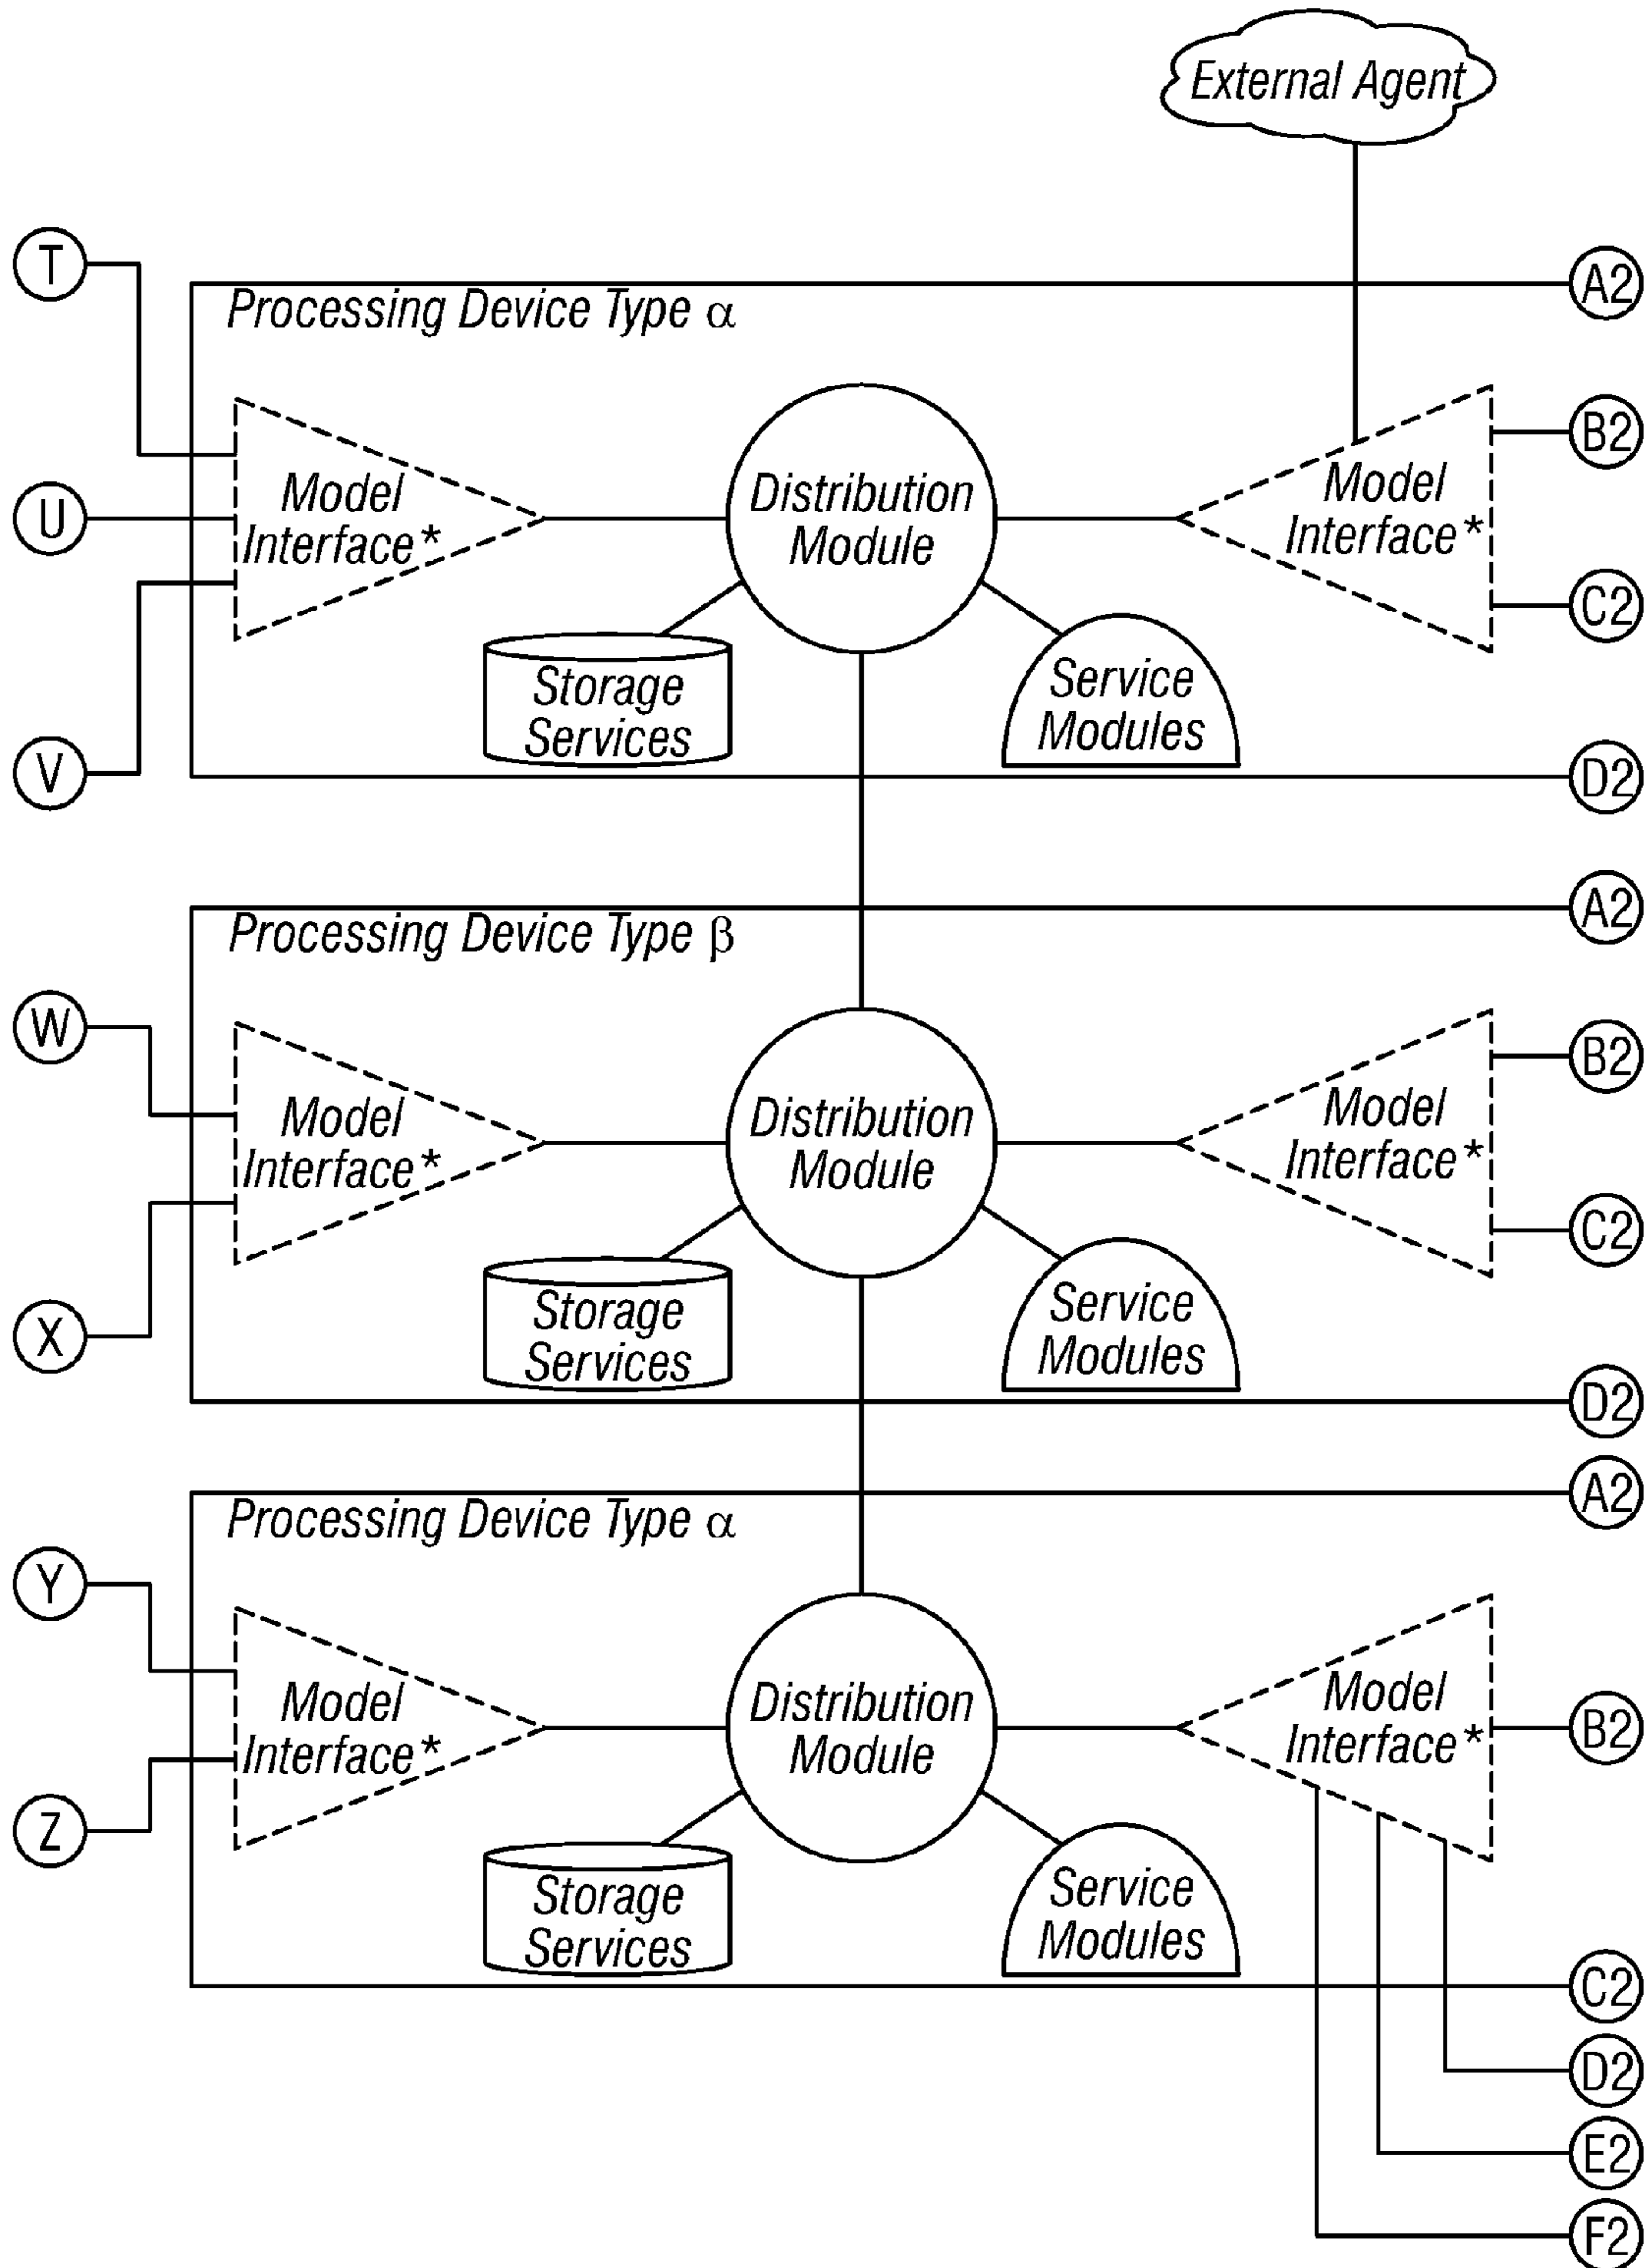 External Agent
T
A2
Processing Device Type α
B2
Model
Interface*
Distribution
Module
Model
Interface*
U
C2
Storage
Services
Service
Modules
V
D2
A2
Processing Device Type β
W
B2
Model
Interface*
Distribution
Module
Model
Interface*
C2
Storage
Services
Service
Modules
X
D2
A2
Processing Device Type α
Y
Model
Interface*
Distribution
Module
Model
Interface*
B2
Z
Storage
Services
Service
Modules
C2
D2
E2
F2